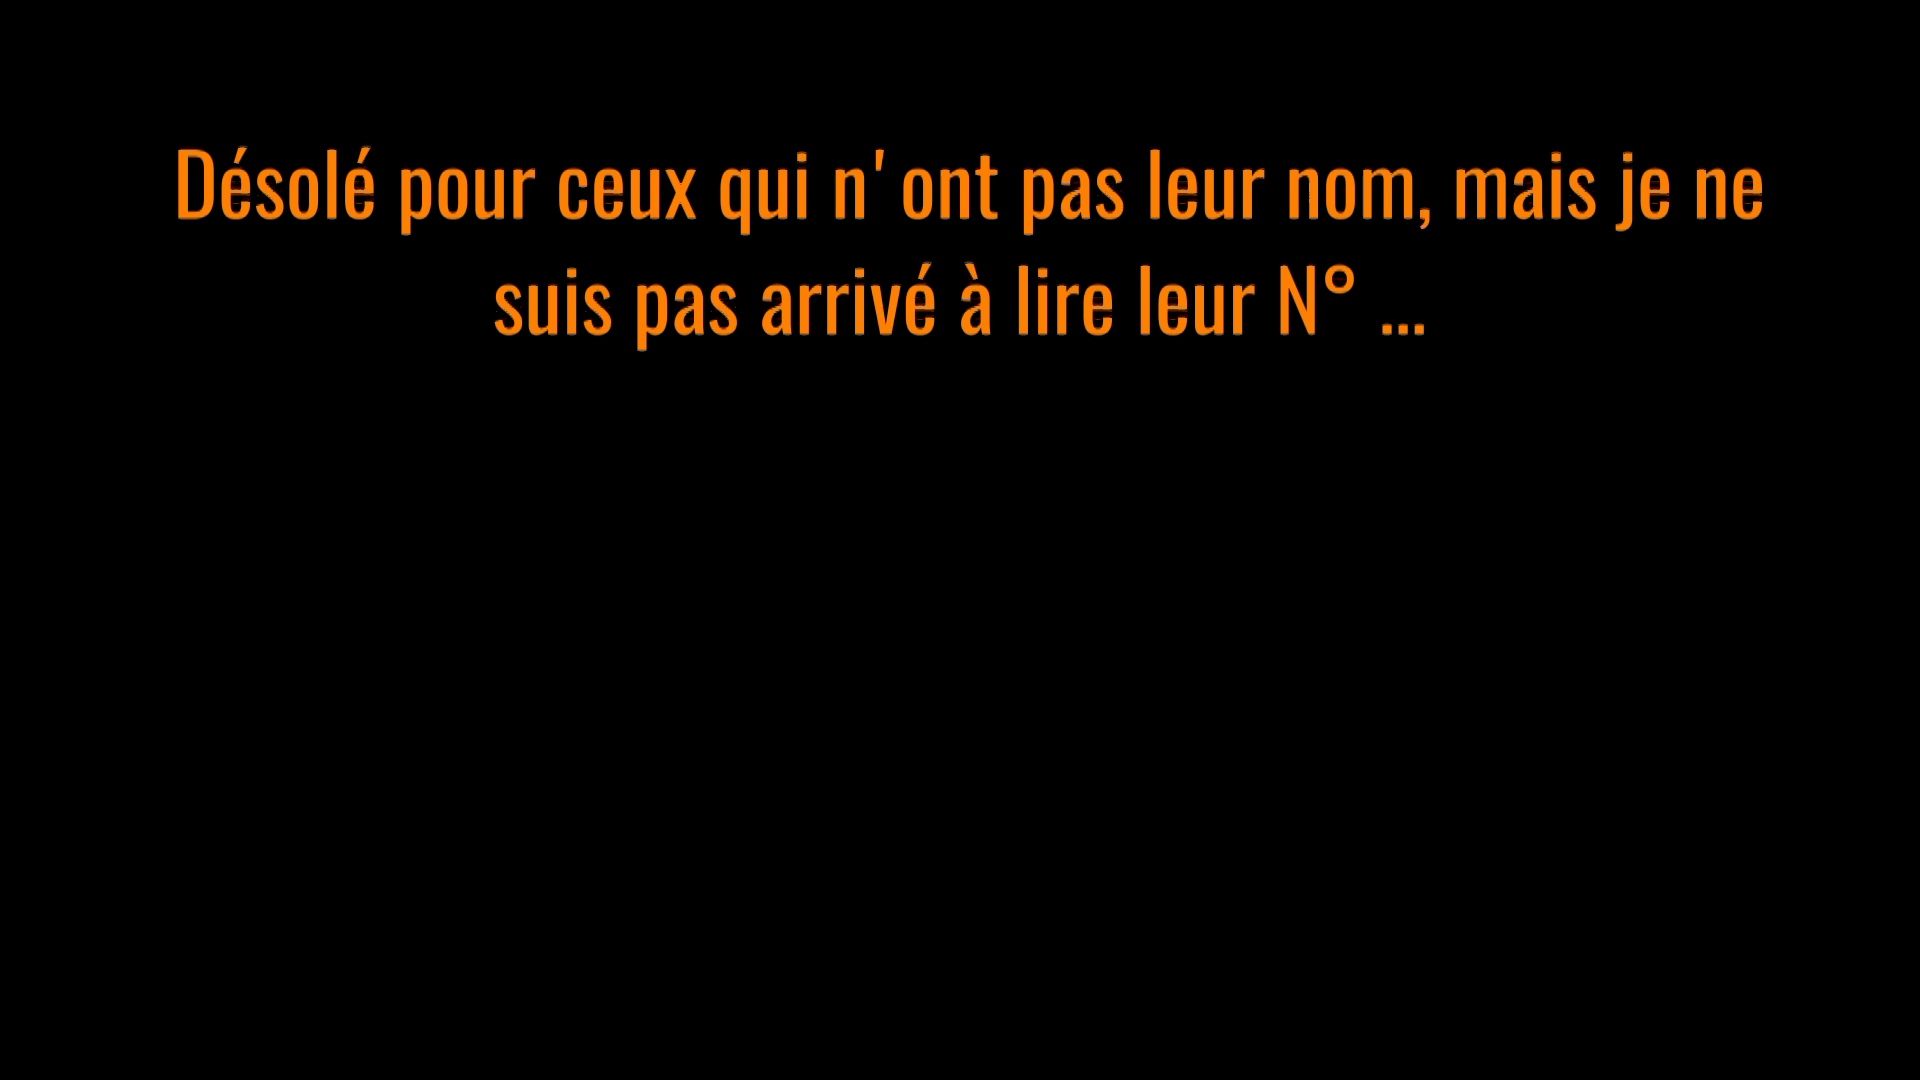 Désolé pour ceux qui n'ont pas leur nom, mais je ne
suis pas arrivé à lire leur N° ...